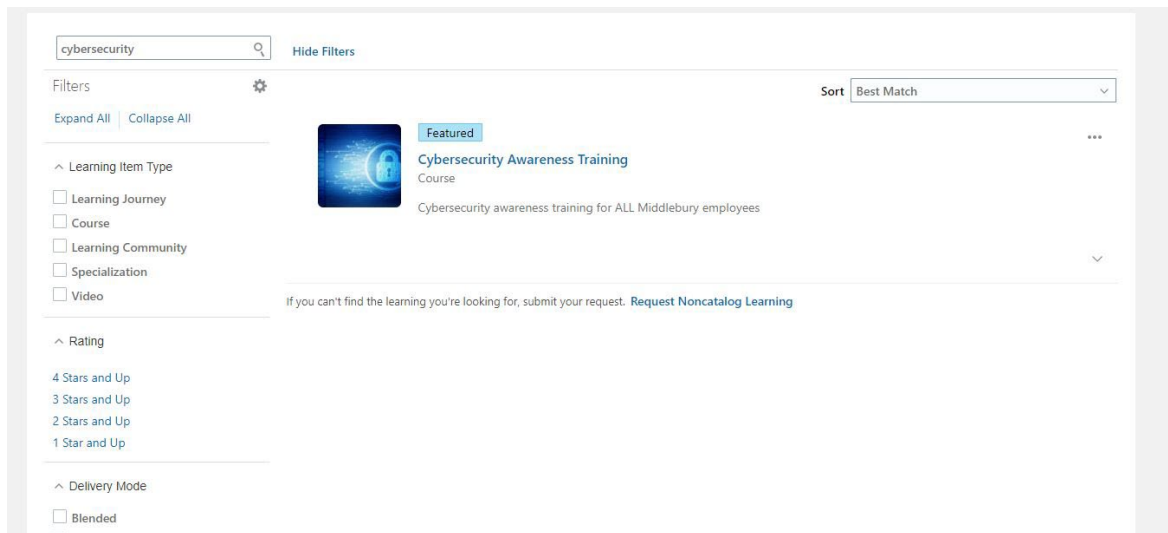 cybersecurity
Hide Filters
Filters
Sort Best Match
Expand All Collapse All
Featured
Cybersecurity Awareness Training
Course
Cybersecurity awareness training for ALL Middlebury employees
Learning Item Type
Learning Journey
Course
Learning Community
Specialization
Video
If you can't find the learning you're looking for, submit your request. Request Noncatalog Learning
Rating
4 Stars and Up
3 Stars and Up
2 Stars and Up
1 Star and Up
Delivery Mode
Blended